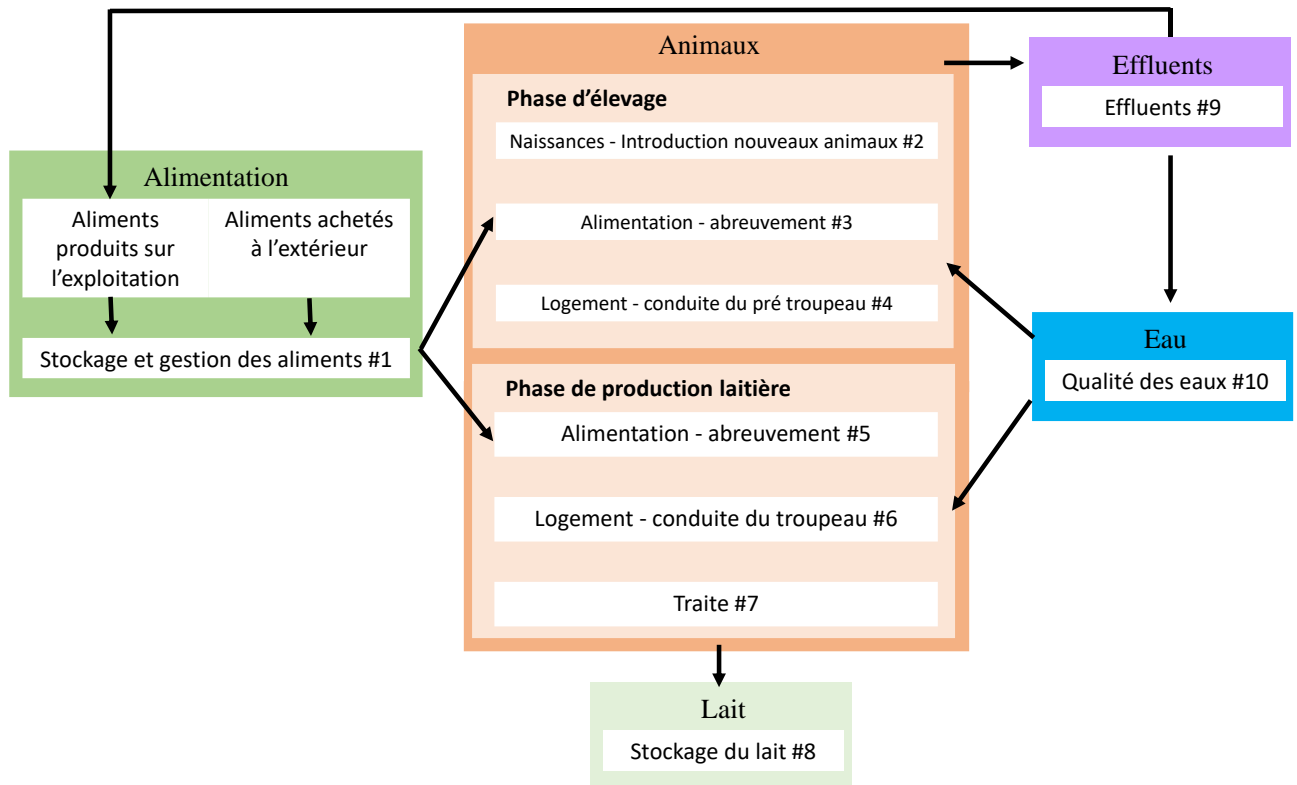 Animaux
Phase d’élevage
Naissances - Introduction nouveaux animaux #2
Alimentation - abreuvement #3
Logement - conduite du pré troupeau #4
Phase de production laitière
Alimentation - abreuvement #5
Logement - conduite du troupeau #6
Traite #7
Effluents
Effluents #9
Alimentation
Aliments
produits sur
l’exploitation
Aliments achetés
à l’extérieur
Stockage et gestion des aliments #1
Eau
Qualité des eaux #10
Lait
Stockage du lait #8